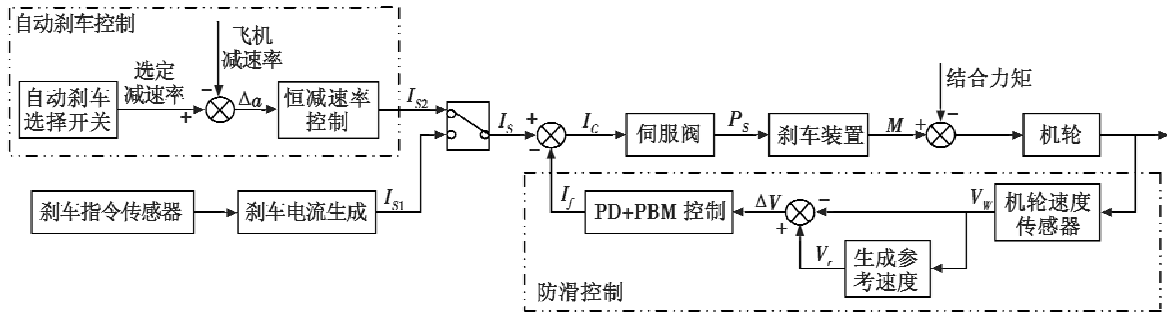 自动刹车控制
飞机
减速率
选定
减速率
自动刹车
选择开关
−
+
Δa
恒减速率
控制
I_{S2}
刹车指令传感器
刹车电流生成
I_{S1}
I_S
+
−
I_C
伺服阀
P_S
刹车装置
M
+
−
结合力矩
机轮
I_f
PD+PBM 控制
ΔV
−
+
V_W
机轮速度
传感器
V_r
生成参
考速度
防滑控制